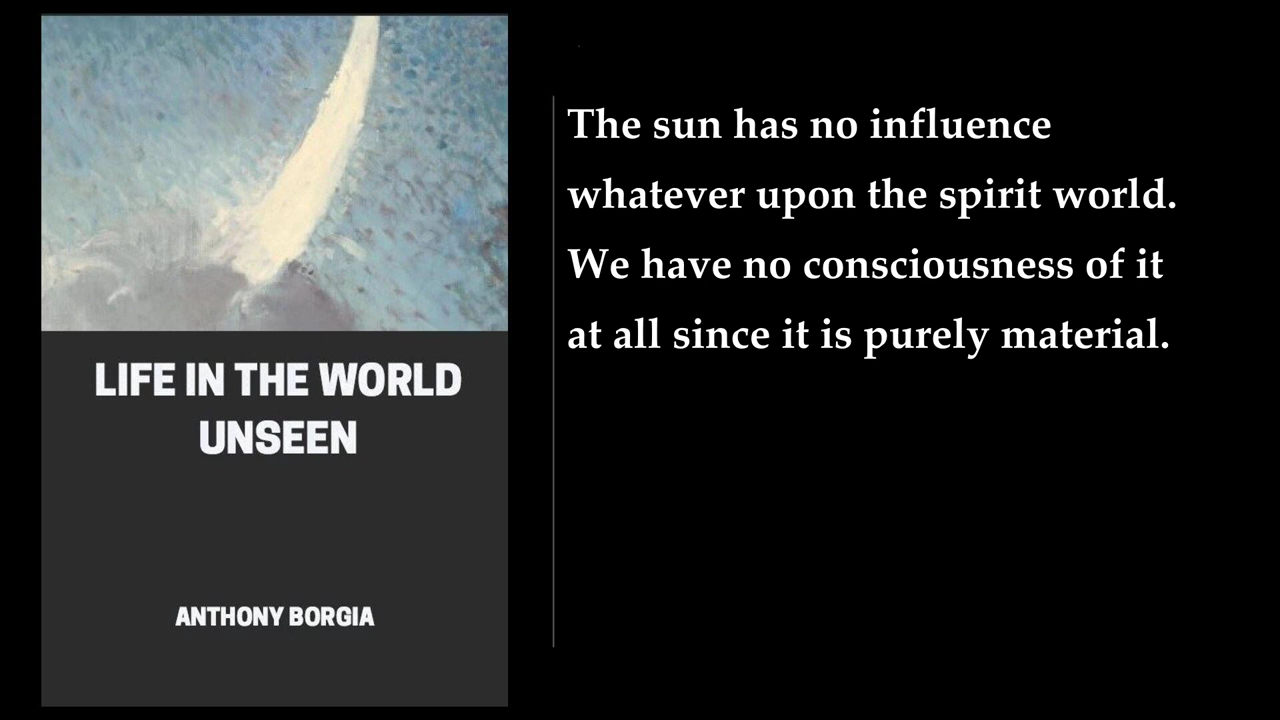 LIFE IN THE WORLD
UNSEEN
ANTHONY BORGIA
The sun has no influence
whatever upon the spirit world.
We have no consciousness of it
at all since it is purely material.